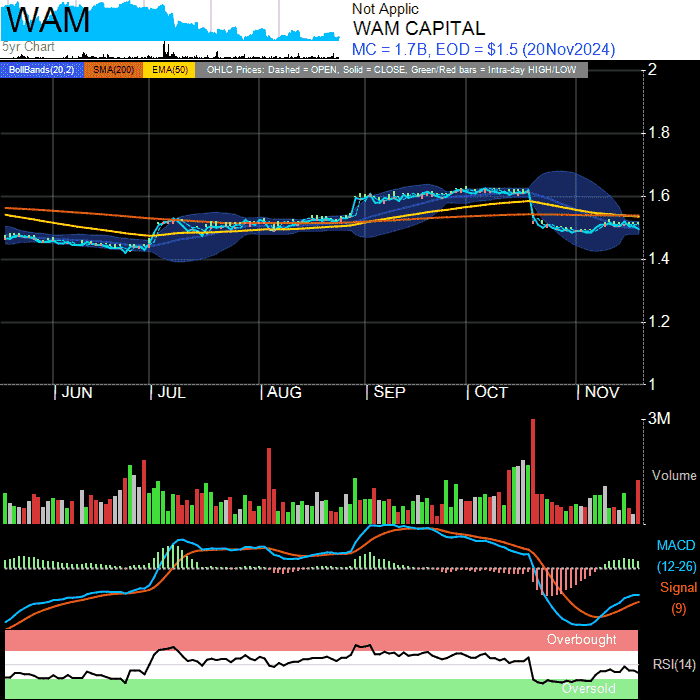 WAM
5yr Chart
Not Applic
WAM CAPITAL
MC = 1.7B, EOD = $1.5 (20Nov2024)
BollBands(20,2) SMA(200) EMA(50) OHLC Prices: Dashed = OPEN, Solid = CLOSE, Green/Red bars = Intra-day HIGH/LOW
2
1.8
1.6
1.4
1.2
1
JUN JUL AUG SEP OCT NOV
3M
Volume
MACD
(12-26)
Signal
(9)
Overbought
RSI(14)
Oversold